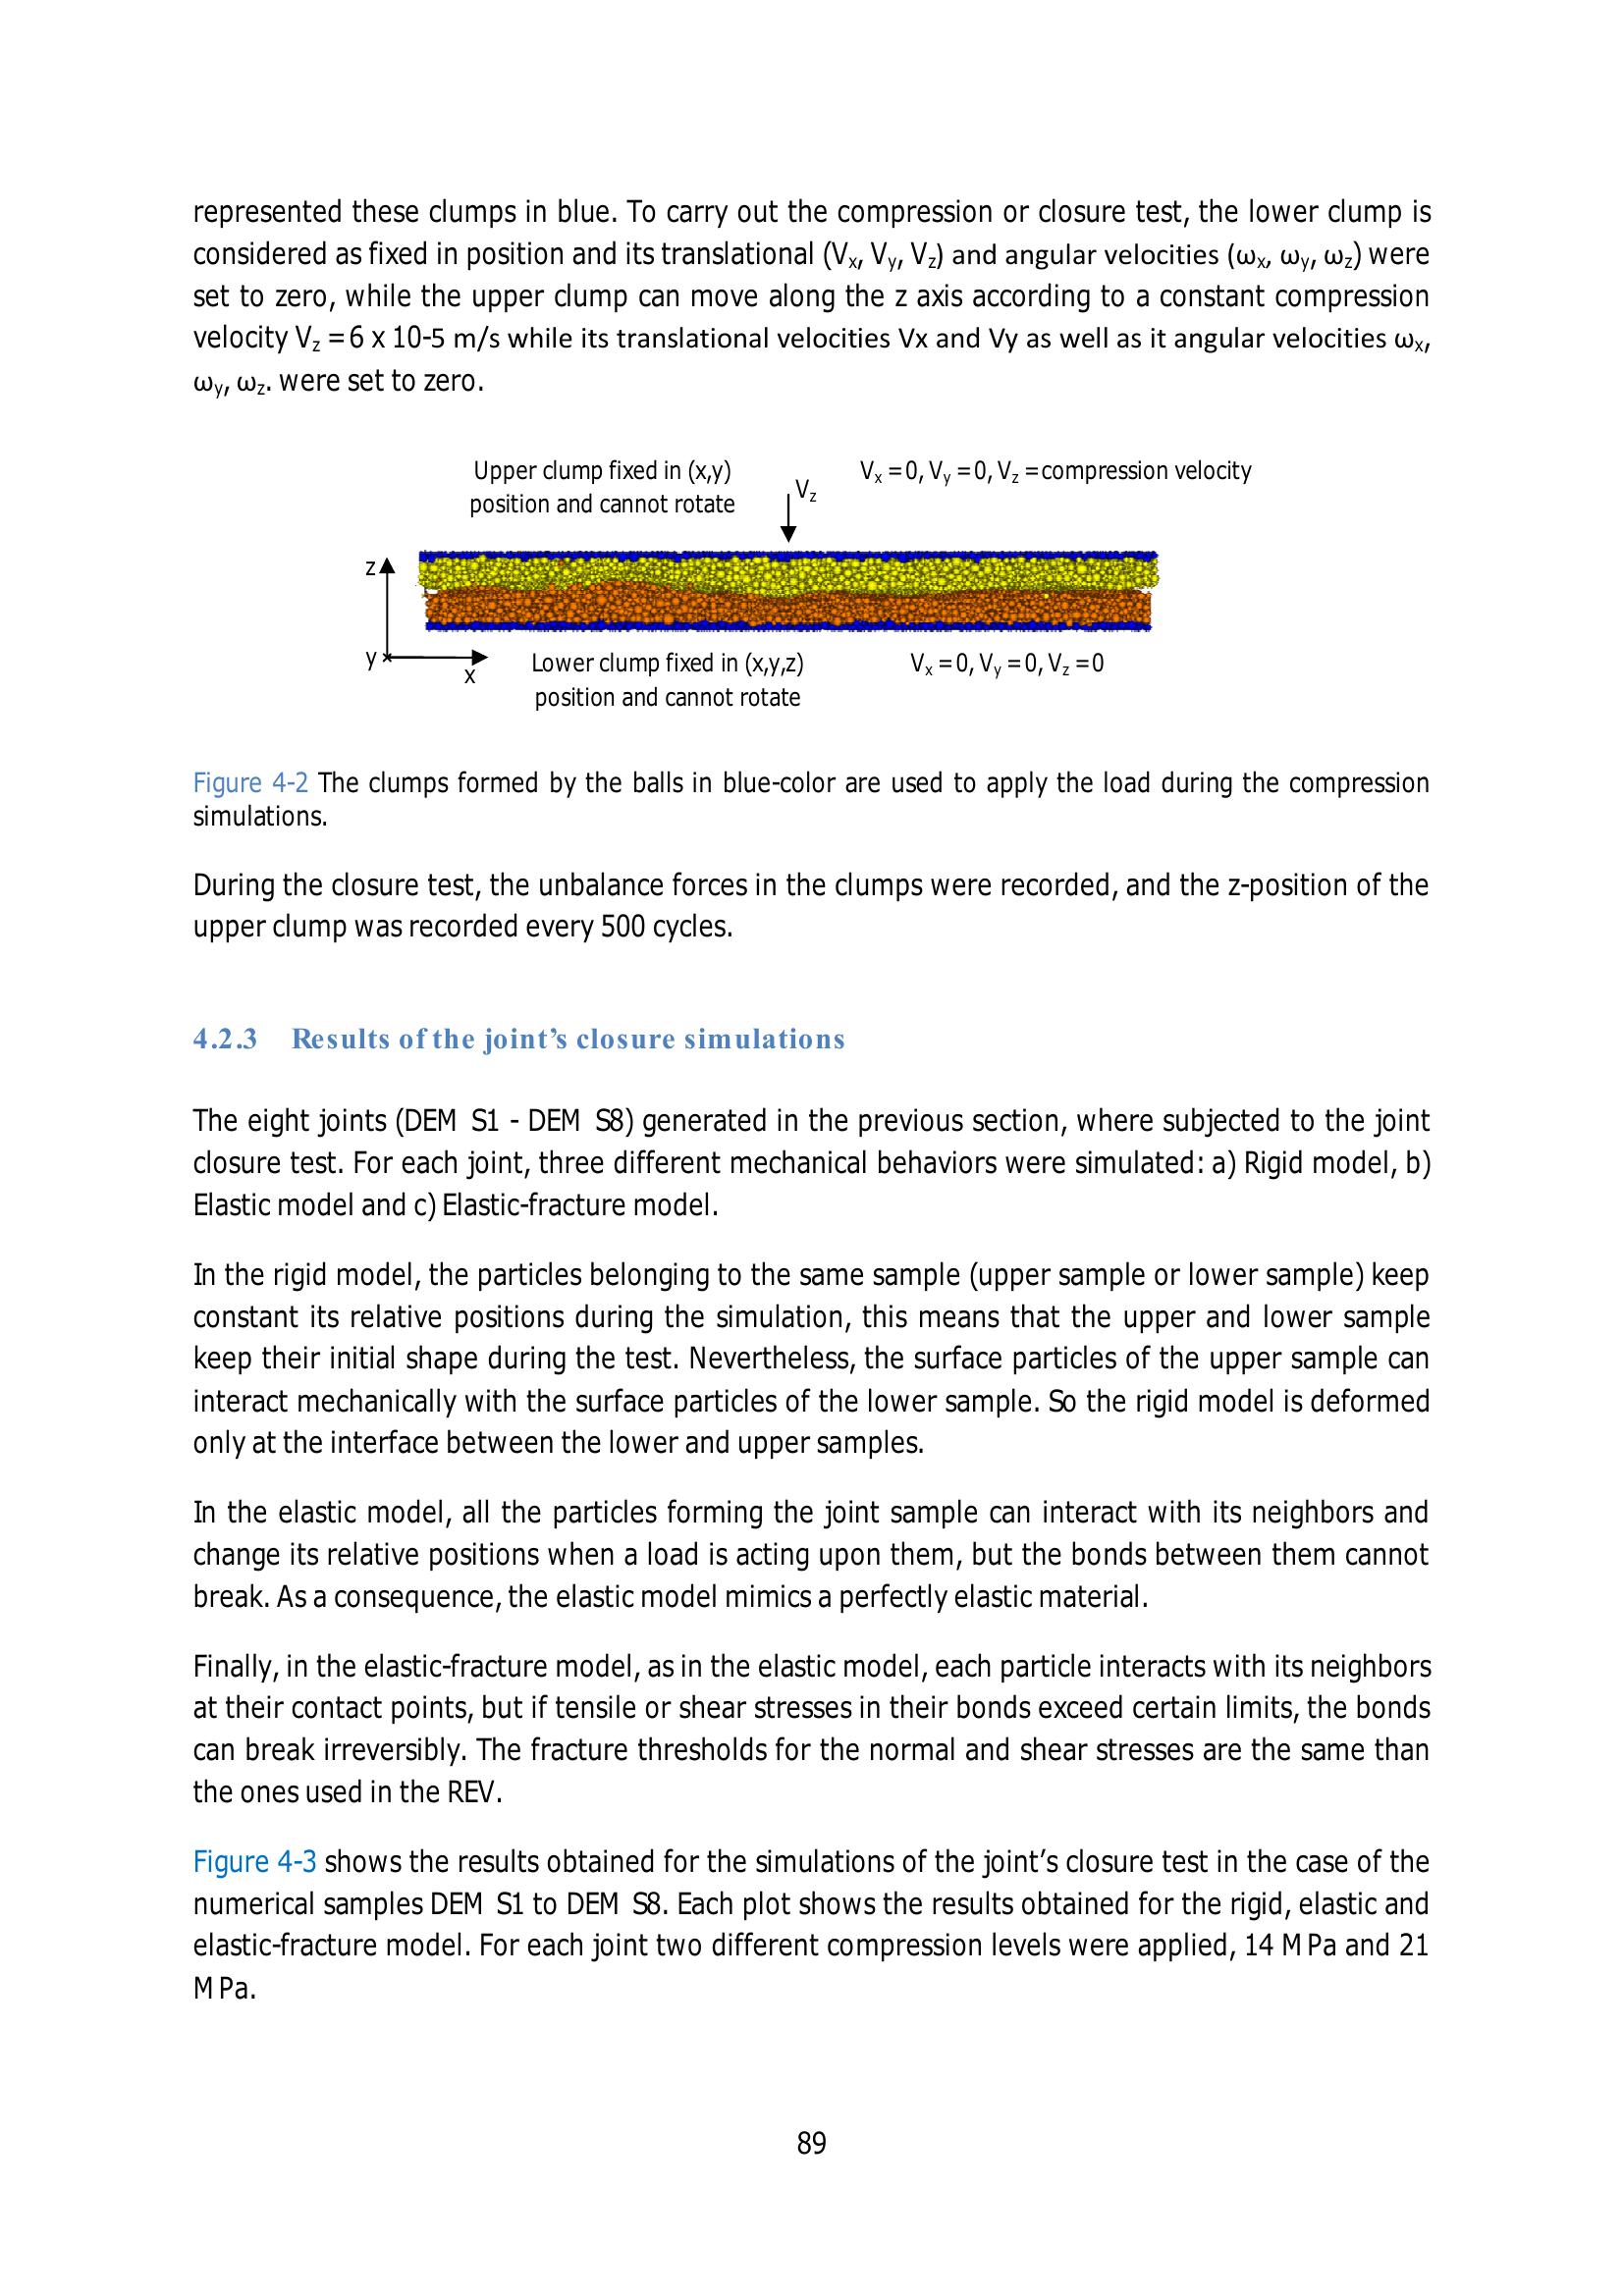 represented these clumps in blue. To carry out the compression or closure test, the lower clump is
considered as fixed in position and its translational (Vx, Vy, Vz) and angular velocities (ωx, ωy, ωz) were
set to zero, while the upper clump can move along the z axis according to a constant compression
velocity Vz = 6 x 10-5 m/s while its translational velocities Vx and Vy as well as it angular velocities ωx,
ωy, ωz. were set to zero.
Upper clump fixed in (x,y)
position and cannot rotate
Vz
Vx = 0, Vy = 0, Vz = compression velocity
z
y
x
Lower clump fixed in (x,y,z)
position and cannot rotate
Vx = 0, Vy = 0, Vz = 0
Figure 4-2 The clumps formed by the balls in blue-color are used to apply the load during the compression
simulations.
During the closure test, the unbalance forces in the clumps were recorded, and the z-position of the
upper clump was recorded every 500 cycles.
4.2.3 Results of the joint's closure simulations
The eight joints (DEM S1 - DEM S8) generated in the previous section, where subjected to the joint
closure test. For each joint, three different mechanical behaviors were simulated: a) Rigid model, b)
Elastic model and c) Elastic-fracture model.
In the rigid model, the particles belonging to the same sample (upper sample or lower sample) keep
constant its relative positions during the simulation, this means that the upper and lower sample
keep their initial shape during the test. Nevertheless, the surface particles of the upper sample can
interact mechanically with the surface particles of the lower sample. So the rigid model is deformed
only at the interface between the lower and upper samples.
In the elastic model, all the particles forming the joint sample can interact with its neighbors and
change its relative positions when a load is acting upon them, but the bonds between them cannot
break. As a consequence, the elastic model mimics a perfectly elastic material.
Finally, in the elastic-fracture model, as in the elastic model, each particle interacts with its neighbors
at their contact points, but if tensile or shear stresses in their bonds exceed certain limits, the bonds
can break irreversibly. The fracture thresholds for the normal and shear stresses are the same than
the ones used in the REV.
Figure 4-3 shows the results obtained for the simulations of the joint's closure test in the case of the
numerical samples DEM S1 to DEM S8. Each plot shows the results obtained for the rigid, elastic and
elastic-fracture model. For each joint two different compression levels were applied, 14 MPa and 21
MPa.
89